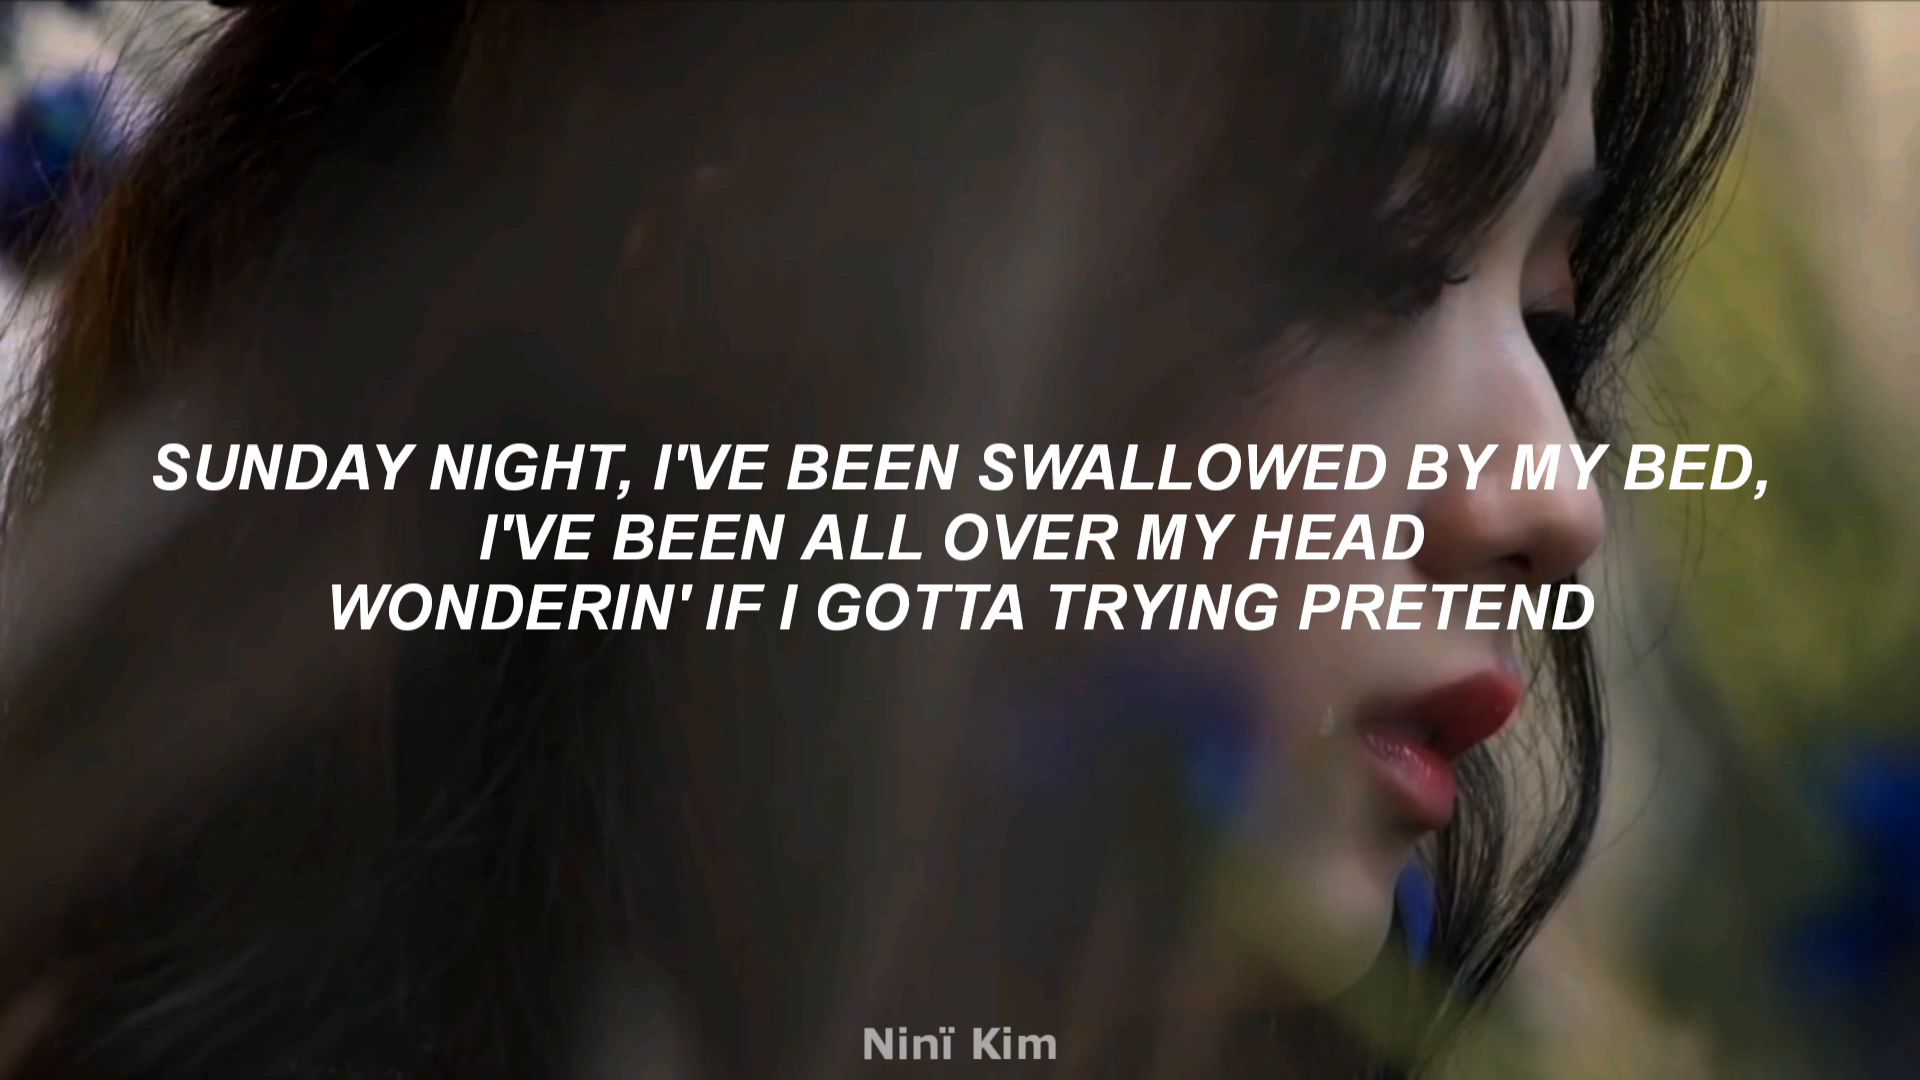 SUNDAY NIGHT, I'VE BEEN SWALLOWED BY MY BED,
I'VE BEEN ALL OVER MY HEAD
WONDERIN' IF I GOTTA TRYING PRETEND
Ninï Kim